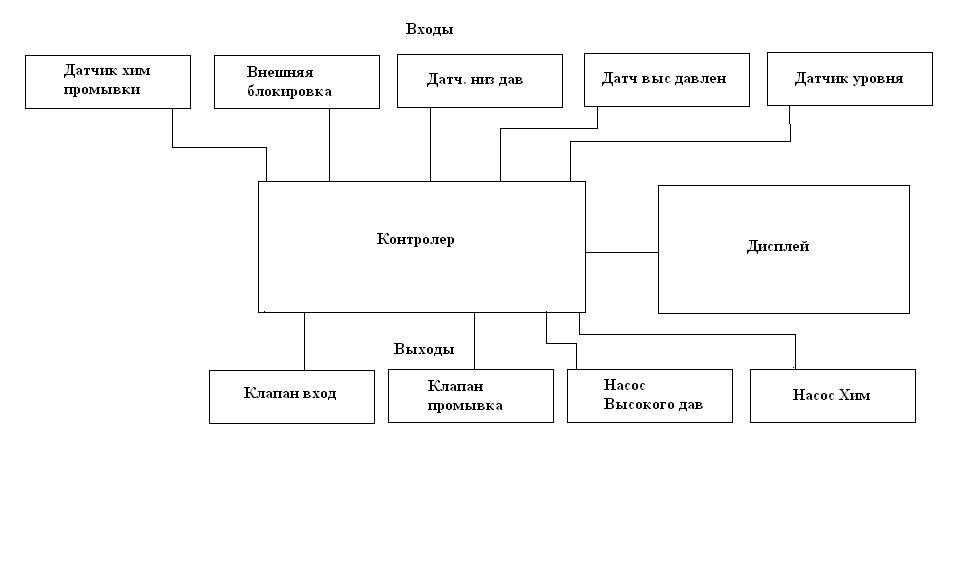 Входы
Датчик хим
промывки
Внешняя
блокировка
Датч. низ дав
Датч выс давлен
Датчик уровня
Контролер
Дисплей
Выходы
Клапан вход
Клапан
промывка
Насос
Высокого дав
Насос Хим